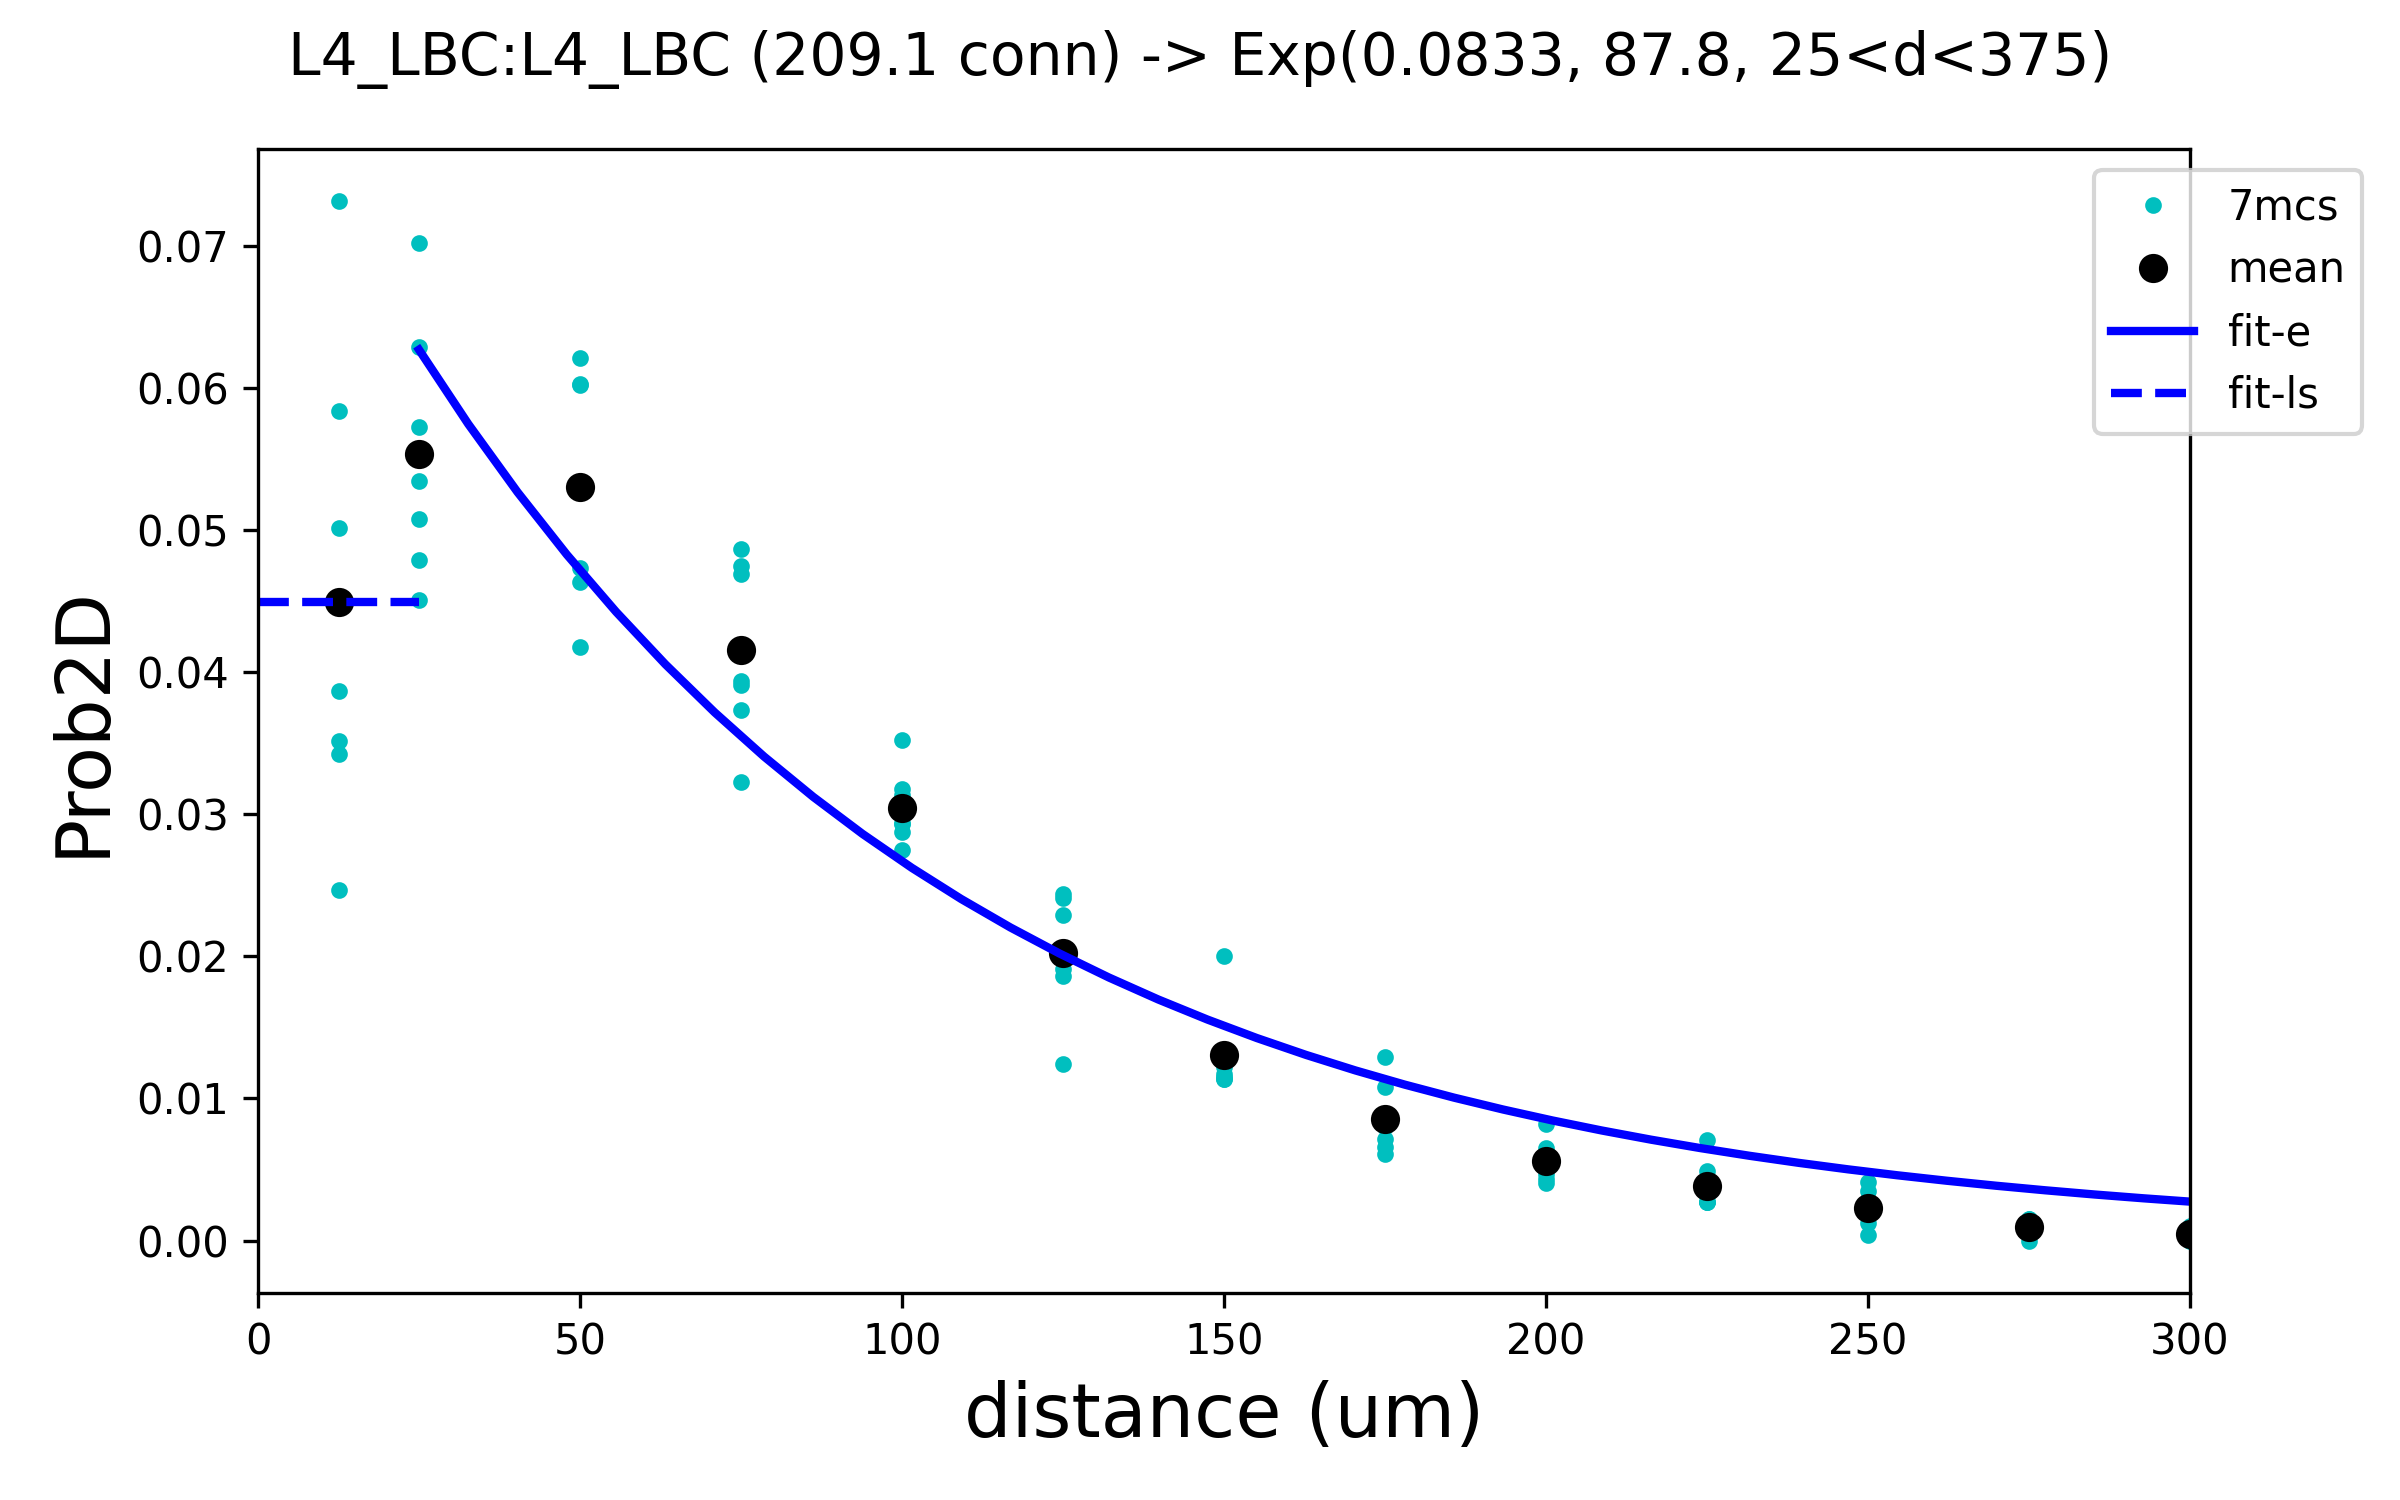 L4_LBC:L4_LBC (209.1 conn) -> Exp(0.0833, 87.8, 25<d<375)
7mcs
mean
fit-e
fit-ls
Prob2D
0.07
0.06
0.05
0.04
0.03
0.02
0.01
0.00
0 50 100 150 200 250 300
distance (um)